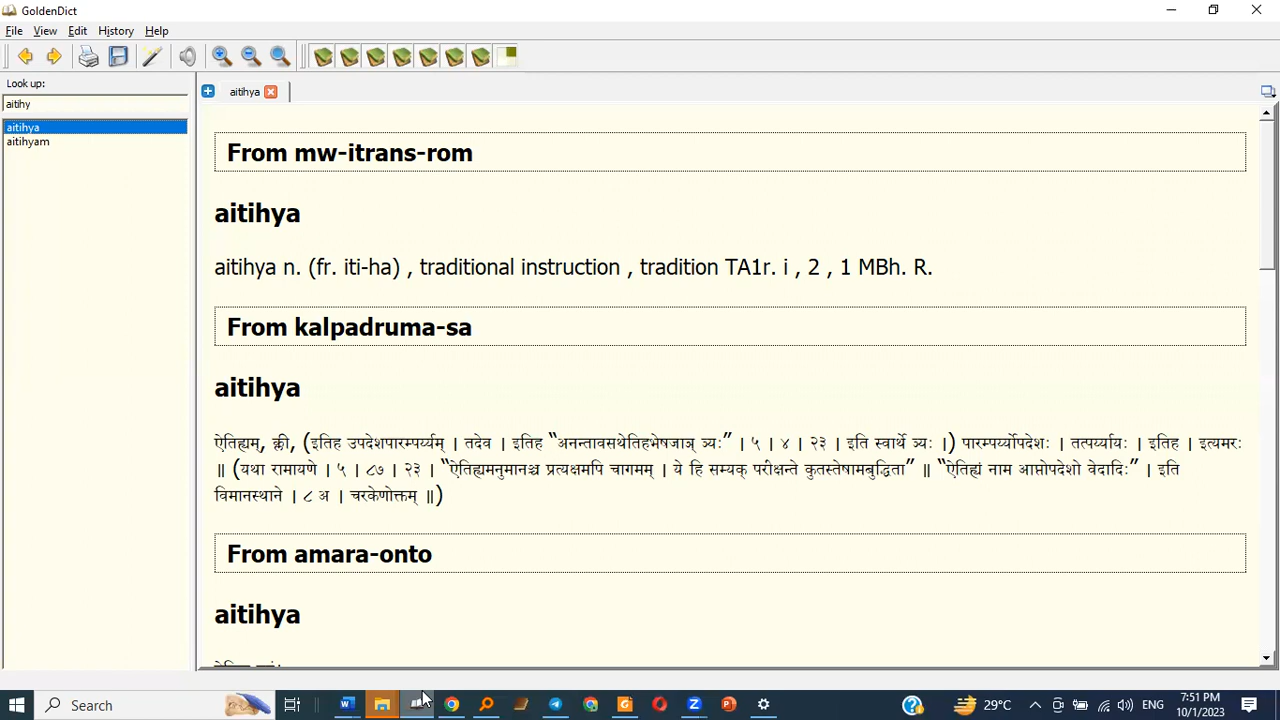 GoldenDict
File View Edit History Help
Look up:
aitihy
aitihya
aitihyam
aitihya
From mw-itrans-rom
aitihya
aitihya n. (fr. iti-ha) , traditional instruction , tradition TA1r. i , 2 , 1 MBh. R.
From kalpadruma-sa
aitihya
ऐतिह्यम्, क्ली, (इतिह उपदेशपारम्पर्य्यम् । तदेव । इतिह “अनन्तावसथेतिहभेषजाञ् ञ्यः” । ५ । ४ । २३ । इति स्वार्थे ञ्यः ।) पारम्पर्य्योपदेशः । तत्पर्य्यायः । इतिह । इत्यमरः
॥ (यथा रामायणे । ५ । ८७ । २३ । “ऐतिह्यमनुमानञ्च प्रत्यक्षमपि चागमम् । ये हि सम्यक् परीक्षन्ते कुतस्तेषामबुद्धिता” ॥ “ऐतिह्यं नाम आप्तोपदेशो वेदादिः” । इति
विमानस्थाने । ८ अ । चरकेणोक्तम् ॥)
From amara-onto
aitihya
Search
29°C
ENG
7:51 PM
10/1/2023